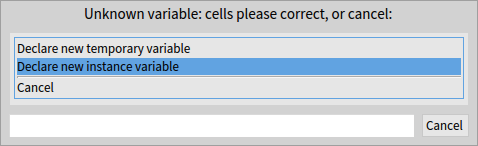 Unknown variable: cells please correct, or cancel:
Declare new temporary variable
Declare new instance variable
Cancel
Cancel